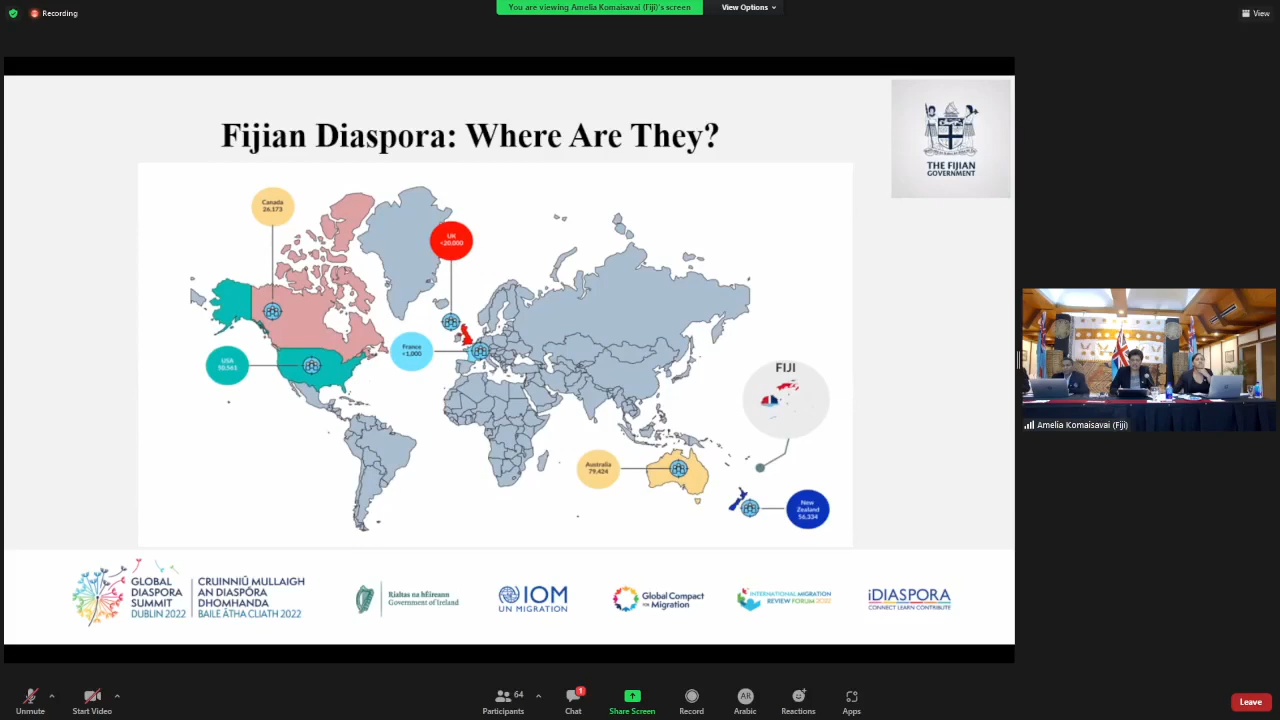 Recording
You are viewing Amelia Komaisavai (Fiji)'s screen
View Options
View
Fijian Diaspora: Where Are They?
THE FIJIAN
GOVERNMENT
Canada
26,173
UK
<20,000
France
<1,000
USA
50,561
FIJI
Australia
79,424
New
Zealand
56,334
Amelia Komaisavai (Fiji)
GLOBAL
DIASPORA
SUMMIT
DUBLIN 2022
CRUINNIÚ MULLAIGH
AN DIASPÓRA
DHOMHANDA
BAILE ÁTHA CLIATH 2022
Rialtas na hÉireann
Government of Ireland
IOM
UN MIGRATION
Global Compact
for Migration
INTERNATIONAL MIGRATION
REVIEW FORUM 2022
iDIASPORA
CONNECT LEARN CONTRIBUTE
Unmute
Start Video
64
Participants
1
Chat
Share Screen
Record
AR
Arabic
Reactions
Apps
Leave